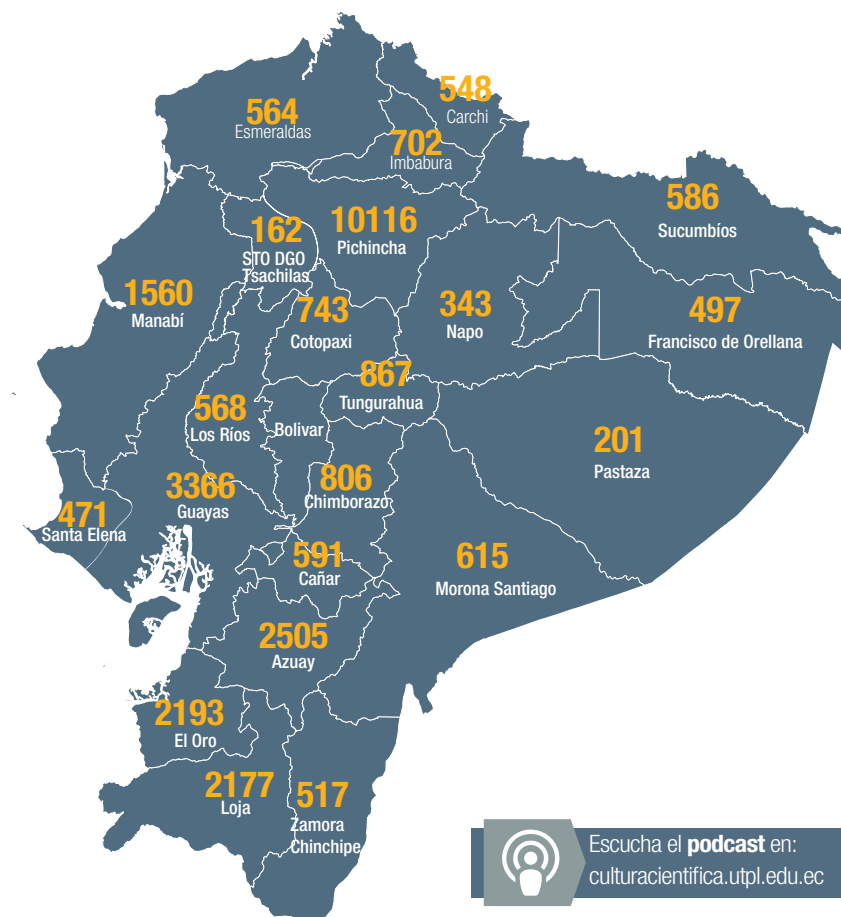 548
Carchi
564
Esmeraldas
702
Imbabura
586
Sucumbíos
10116
Pichincha
162
STO DGO
Tsachilas
1560
Manabí
743
Cotopaxi
343
Napo
497
Francisco de Orellana
867
Tungurahua
568
Los Ríos
Bolivar
201
Pastaza
806
Chimborazo
3366
Guayas
471
Santa Elena
591
Cañar
615
Morona Santiago
2505
Azuay
2193
El Oro
2177
Loja
517
Zamora
Chinchipe
Escucha el podcast en:
culturacientifica.utpl.edu.ec